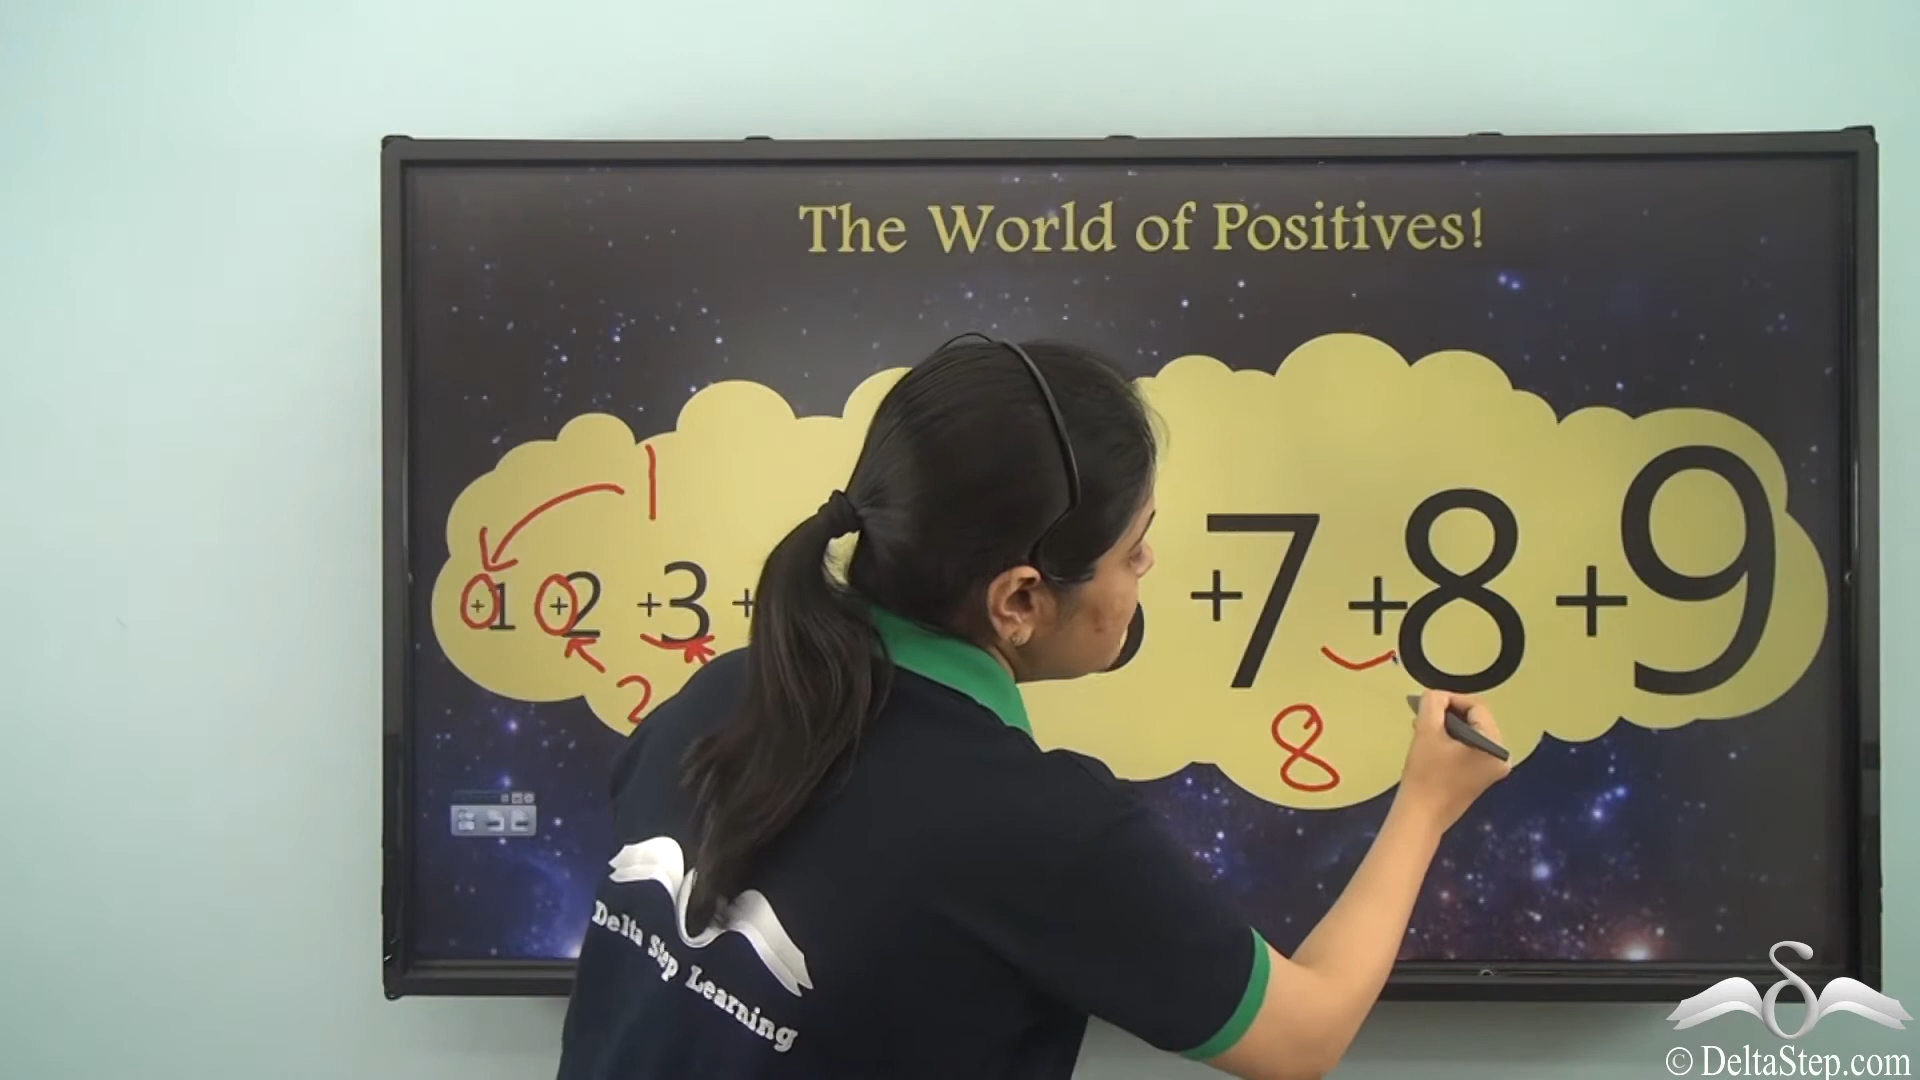 The World of Positives!
1
+1 +2 +3 + +7 +8 +9
2
8
Delta Step Learning
© DeltaStep.com